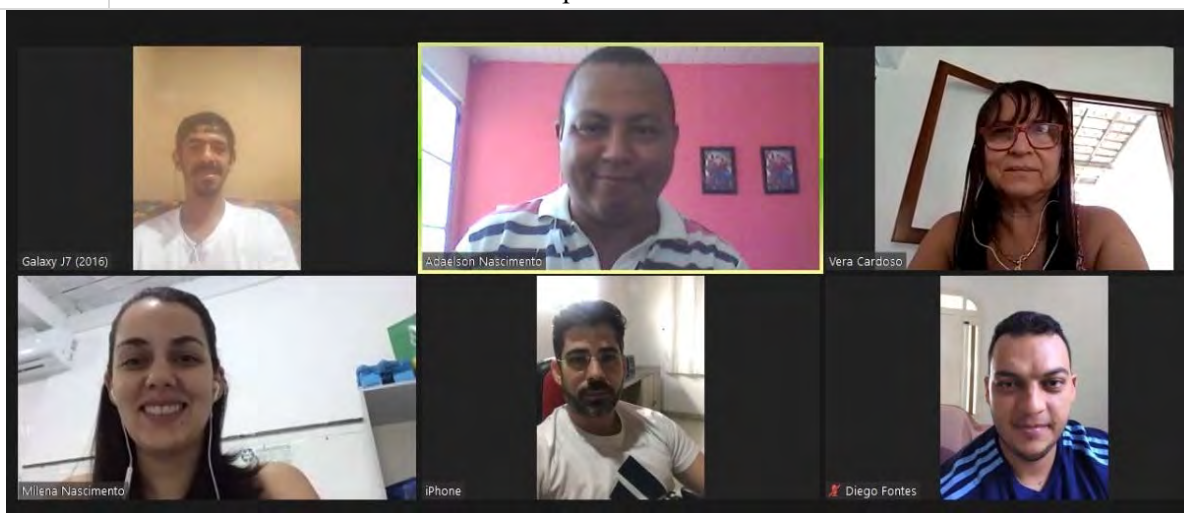 Galaxy J7 (2016)
Adaelson Nascimento
Vera Cardoso
Milena Nascimento
iPhone
Diego Fontes